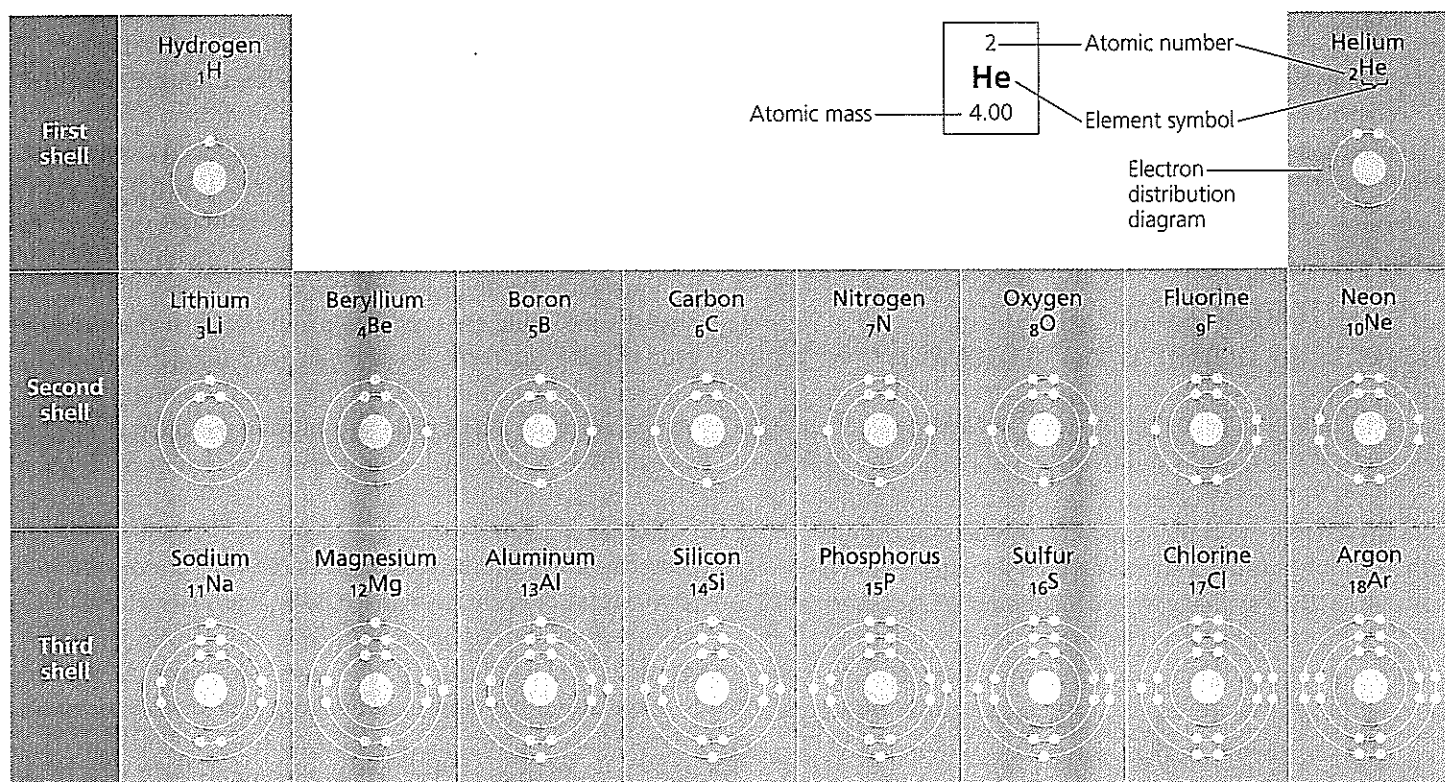 Hydrogen
₁H
2
Atomic number
He
Atomic mass
4.00
Element symbol
Helium
₂He
Electron
distribution
diagram
First
shell
Lithium
₃Li
Beryllium
₄Be
Boron
₅B
Carbon
₆C
Nitrogen
₇N
Oxygen
₈O
Fluorine
₉F
Neon
₁₀Ne
Second
shell
Sodium
₁₁Na
Magnesium
₁₂Mg
Aluminum
₁₃Al
Silicon
₁₄Si
Phosphorus
₁₅P
Sulfur
₁₆S
Chlorine
₁₇Cl
Argon
₁₈Ar
Third
shell